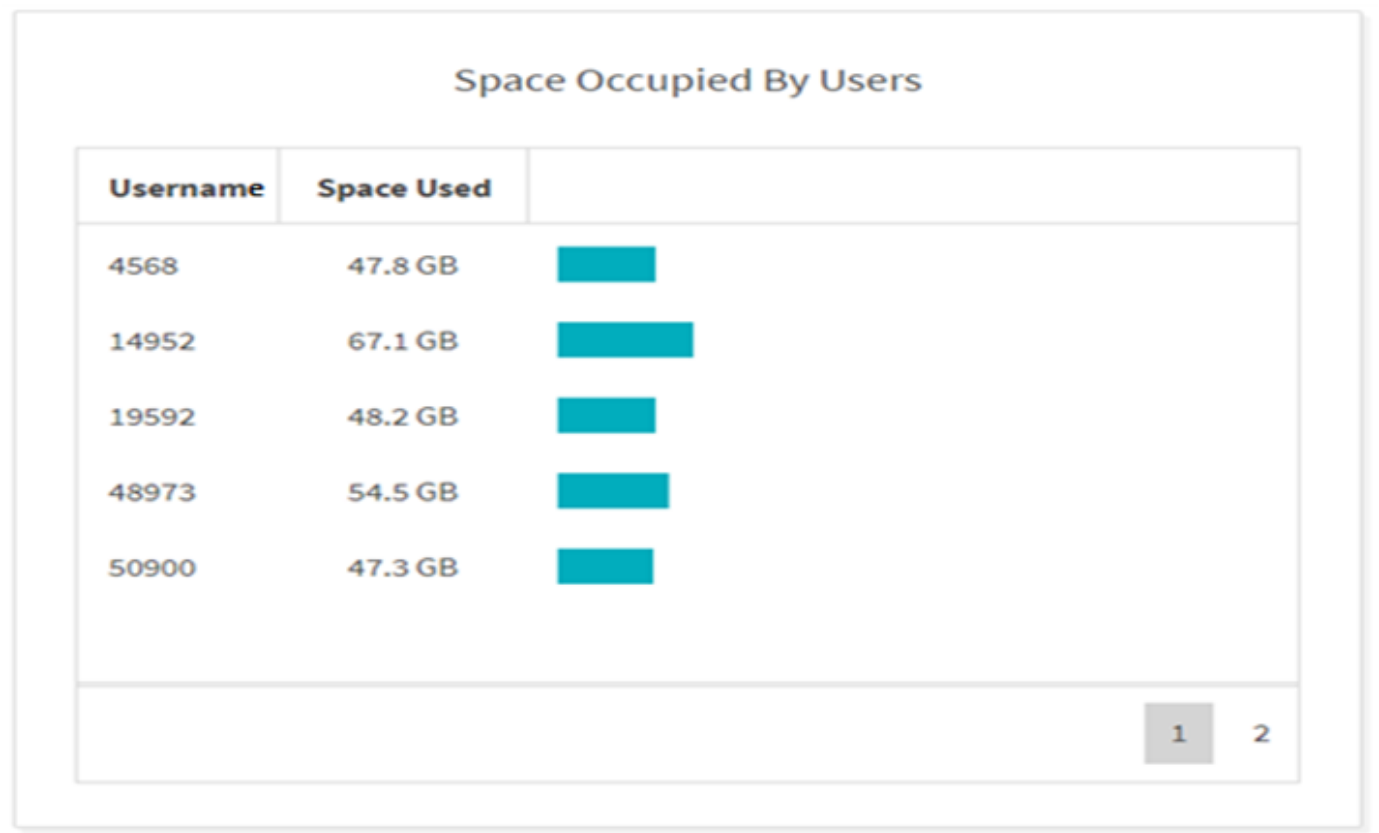 Space Occupied By Users
Username Space Used
4568 47.8 GB
14952 67.1 GB
19592 48.2 GB
48973 54.5 GB
50900 47.3 GB
1 2